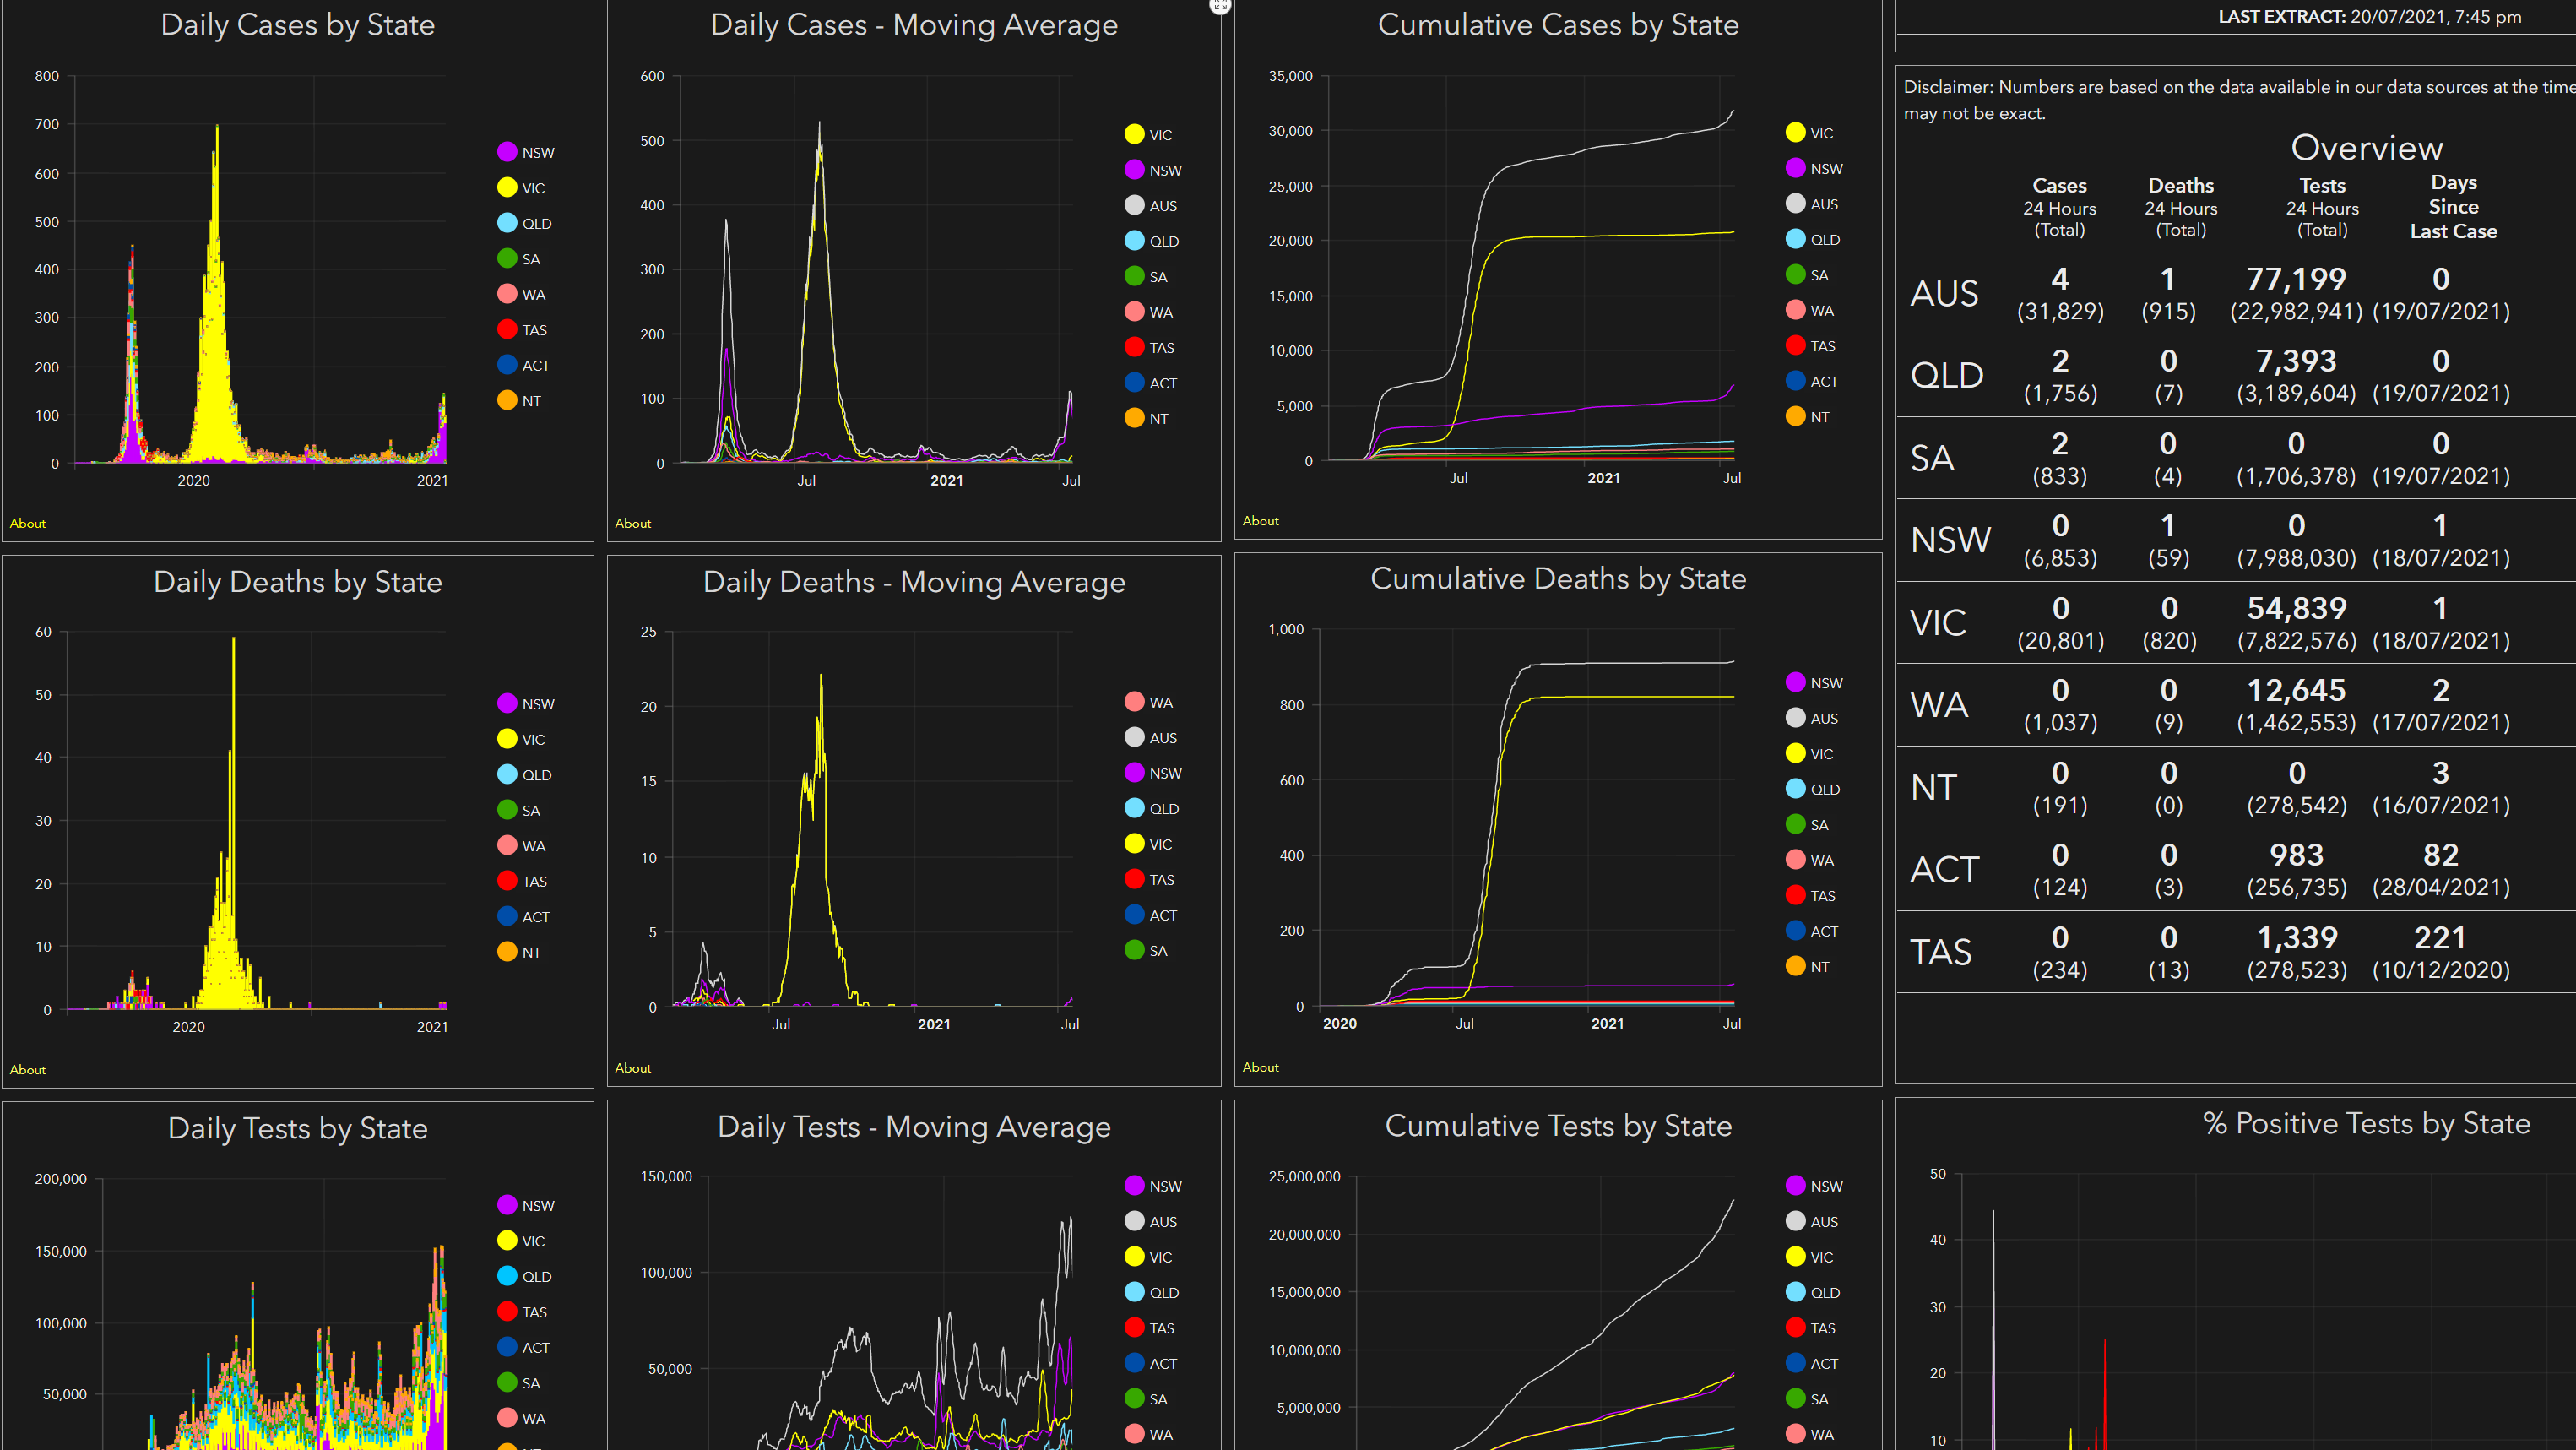 Daily Cases by State
800
700
600
500
400
300
200
100
0
2020
2021
NSW
VIC
QLD
SA
WA
TAS
ACT
NT
About
Daily Cases - Moving Average
600
500
400
300
200
100
0
Jul
2021
Jul
VIC
NSW
AUS
QLD
SA
WA
TAS
ACT
NT
About
Cumulative Cases by State
35,000
30,000
25,000
20,000
15,000
10,000
5,000
0
Jul
2021
Jul
VIC
NSW
AUS
QLD
SA
WA
TAS
ACT
NT
About
LAST EXTRACT: 20/07/2021, 7:45 pm
Disclaimer: Numbers are based on the data available in our data sources at the time
may not be exact.
Overview
Cases 24 Hours (Total)
Deaths 24 Hours (Total)
Tests 24 Hours (Total)
Days Since Last Case
AUS 4 1 77,199 0
(31,829) (915) (22,982,941) (19/07/2021)
QLD 2 0 7,393 0
(1,756) (7) (3,189,604) (19/07/2021)
SA 2 0 0 0
(833) (4) (1,706,378) (19/07/2021)
NSW 0 1 0 1
(6,853) (59) (7,988,030) (18/07/2021)
VIC 0 0 54,839 1
(20,801) (820) (7,822,576) (18/07/2021)
WA 0 0 12,645 2
(1,037) (9) (1,462,553) (17/07/2021)
NT 0 0 0 3
(191) (0) (278,542) (16/07/2021)
ACT 0 0 983 82
(124) (3) (256,735) (28/04/2021)
TAS 0 0 1,339 221
(234) (13) (278,523) (10/12/2020)
Daily Deaths by State
60
50
40
30
20
10
0
2020
2021
NSW
VIC
QLD
SA
WA
TAS
ACT
NT
About
Daily Deaths - Moving Average
25
20
15
10
5
0
Jul
2021
Jul
WA
AUS
NSW
QLD
VIC
TAS
ACT
SA
About
Cumulative Deaths by State
1,000
800
600
400
200
0
2020
Jul
2021
Jul
NSW
AUS
VIC
QLD
SA
WA
TAS
ACT
NT
About
Daily Tests by State
200,000
150,000
100,000
50,000
NSW
VIC
QLD
TAS
ACT
SA
WA
NT
Daily Tests - Moving Average
150,000
100,000
50,000
NSW
AUS
VIC
QLD
TAS
ACT
SA
WA
Cumulative Tests by State
25,000,000
20,000,000
15,000,000
10,000,000
5,000,000
NSW
AUS
VIC
QLD
TAS
ACT
SA
WA
% Positive Tests by State
50
40
30
20
10